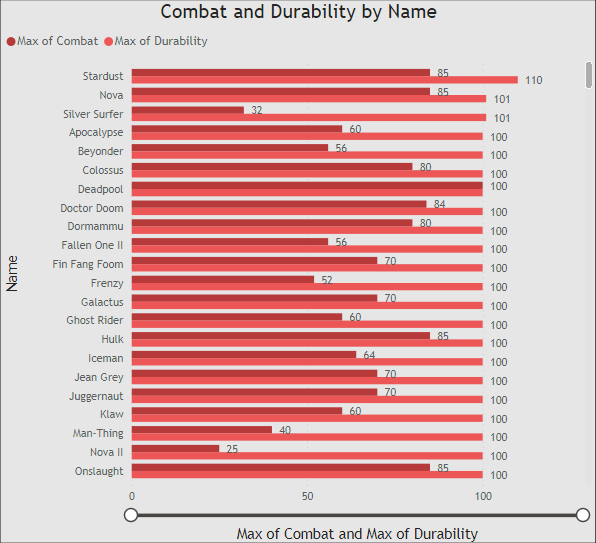 Combat and Durability by Name
Max of Combat Max of Durability
Stardust 85 110
Nova 85 101
Silver Surfer 32 101
Apocalypse 60 100
Beyonder 56 100
Colossus 80 100
Deadpool 100
Doctor Doom 84 100
Dormammu 80 100
Fallen One II 56 100
Fin Fang Foom 70 100
Frenzy 52 100
Galactus 70 100
Ghost Rider 60 100
Hulk 85 100
Iceman 64 100
Jean Grey 70 100
Juggernaut 70 100
Klaw 60 100
Man-Thing 40 100
Nova II 25 100
Onslaught 85 100
Name
0 50 100
Max of Combat and Max of Durability